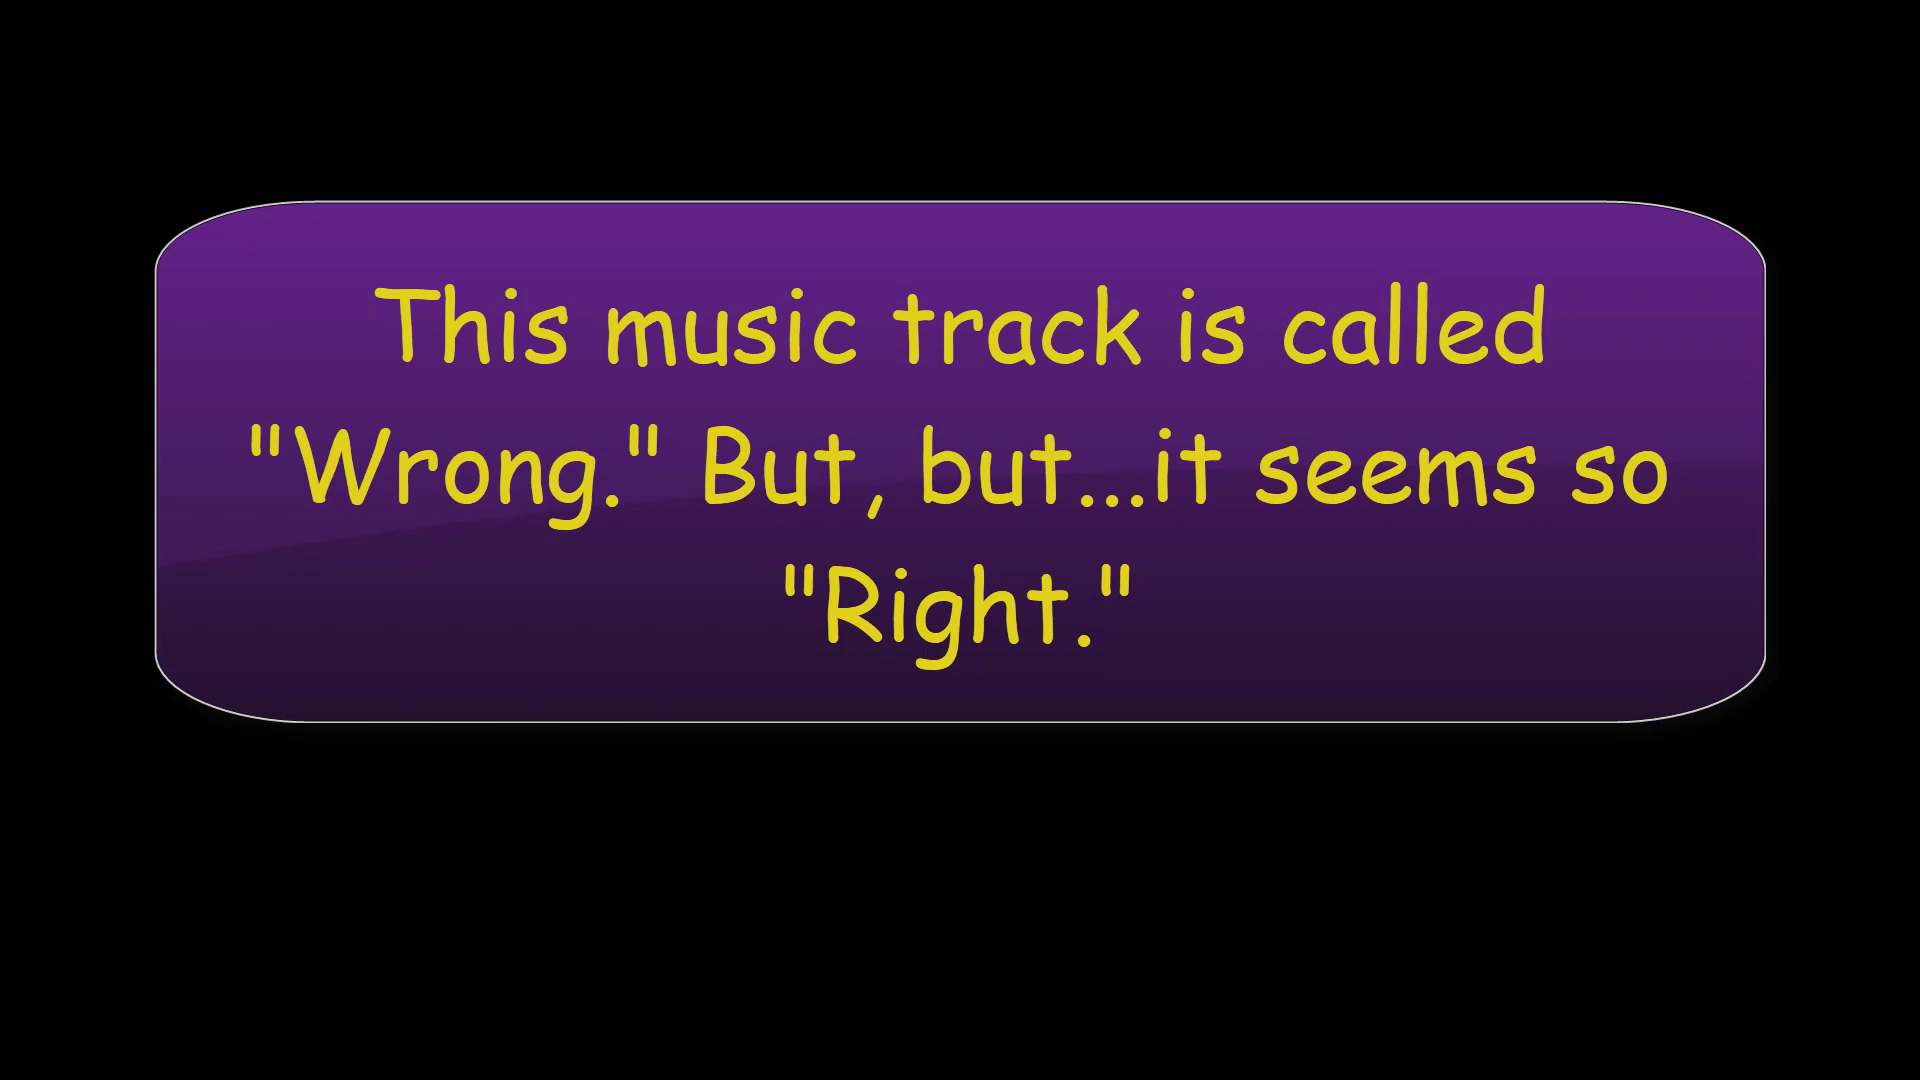 This music track is called
"Wrong." But, but...it seems so
"Right."